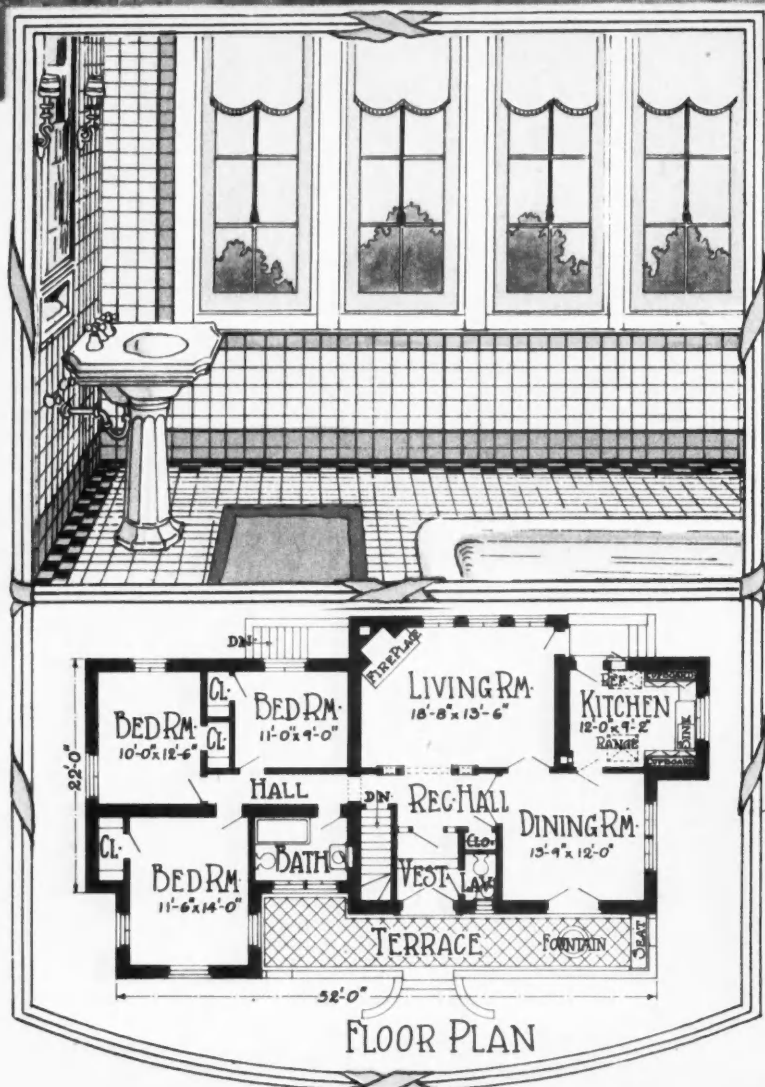 DN.
FIREPLACE
LIVING RM.
18'-8" x 13'-6"
REF.
CUPBOARD
KITCHEN
12'-0" x 9'-2"
RANGE
SINK
CUPBOARD
CL.
BED RM.
11'-0" x 9'-0"
BED RM.
10'-0" x 12'-6"
CL.
22'-0"
HALL
DN.
REC. HALL
DINING RM.
13'-9" x 12'-0"
CLO.
CL.
BED RM.
11'-6" x 14'-0"
BATH
VEST.
LAV.
TERRACE
FOUNTAIN
SEAT
52'-0"
FLOOR PLAN